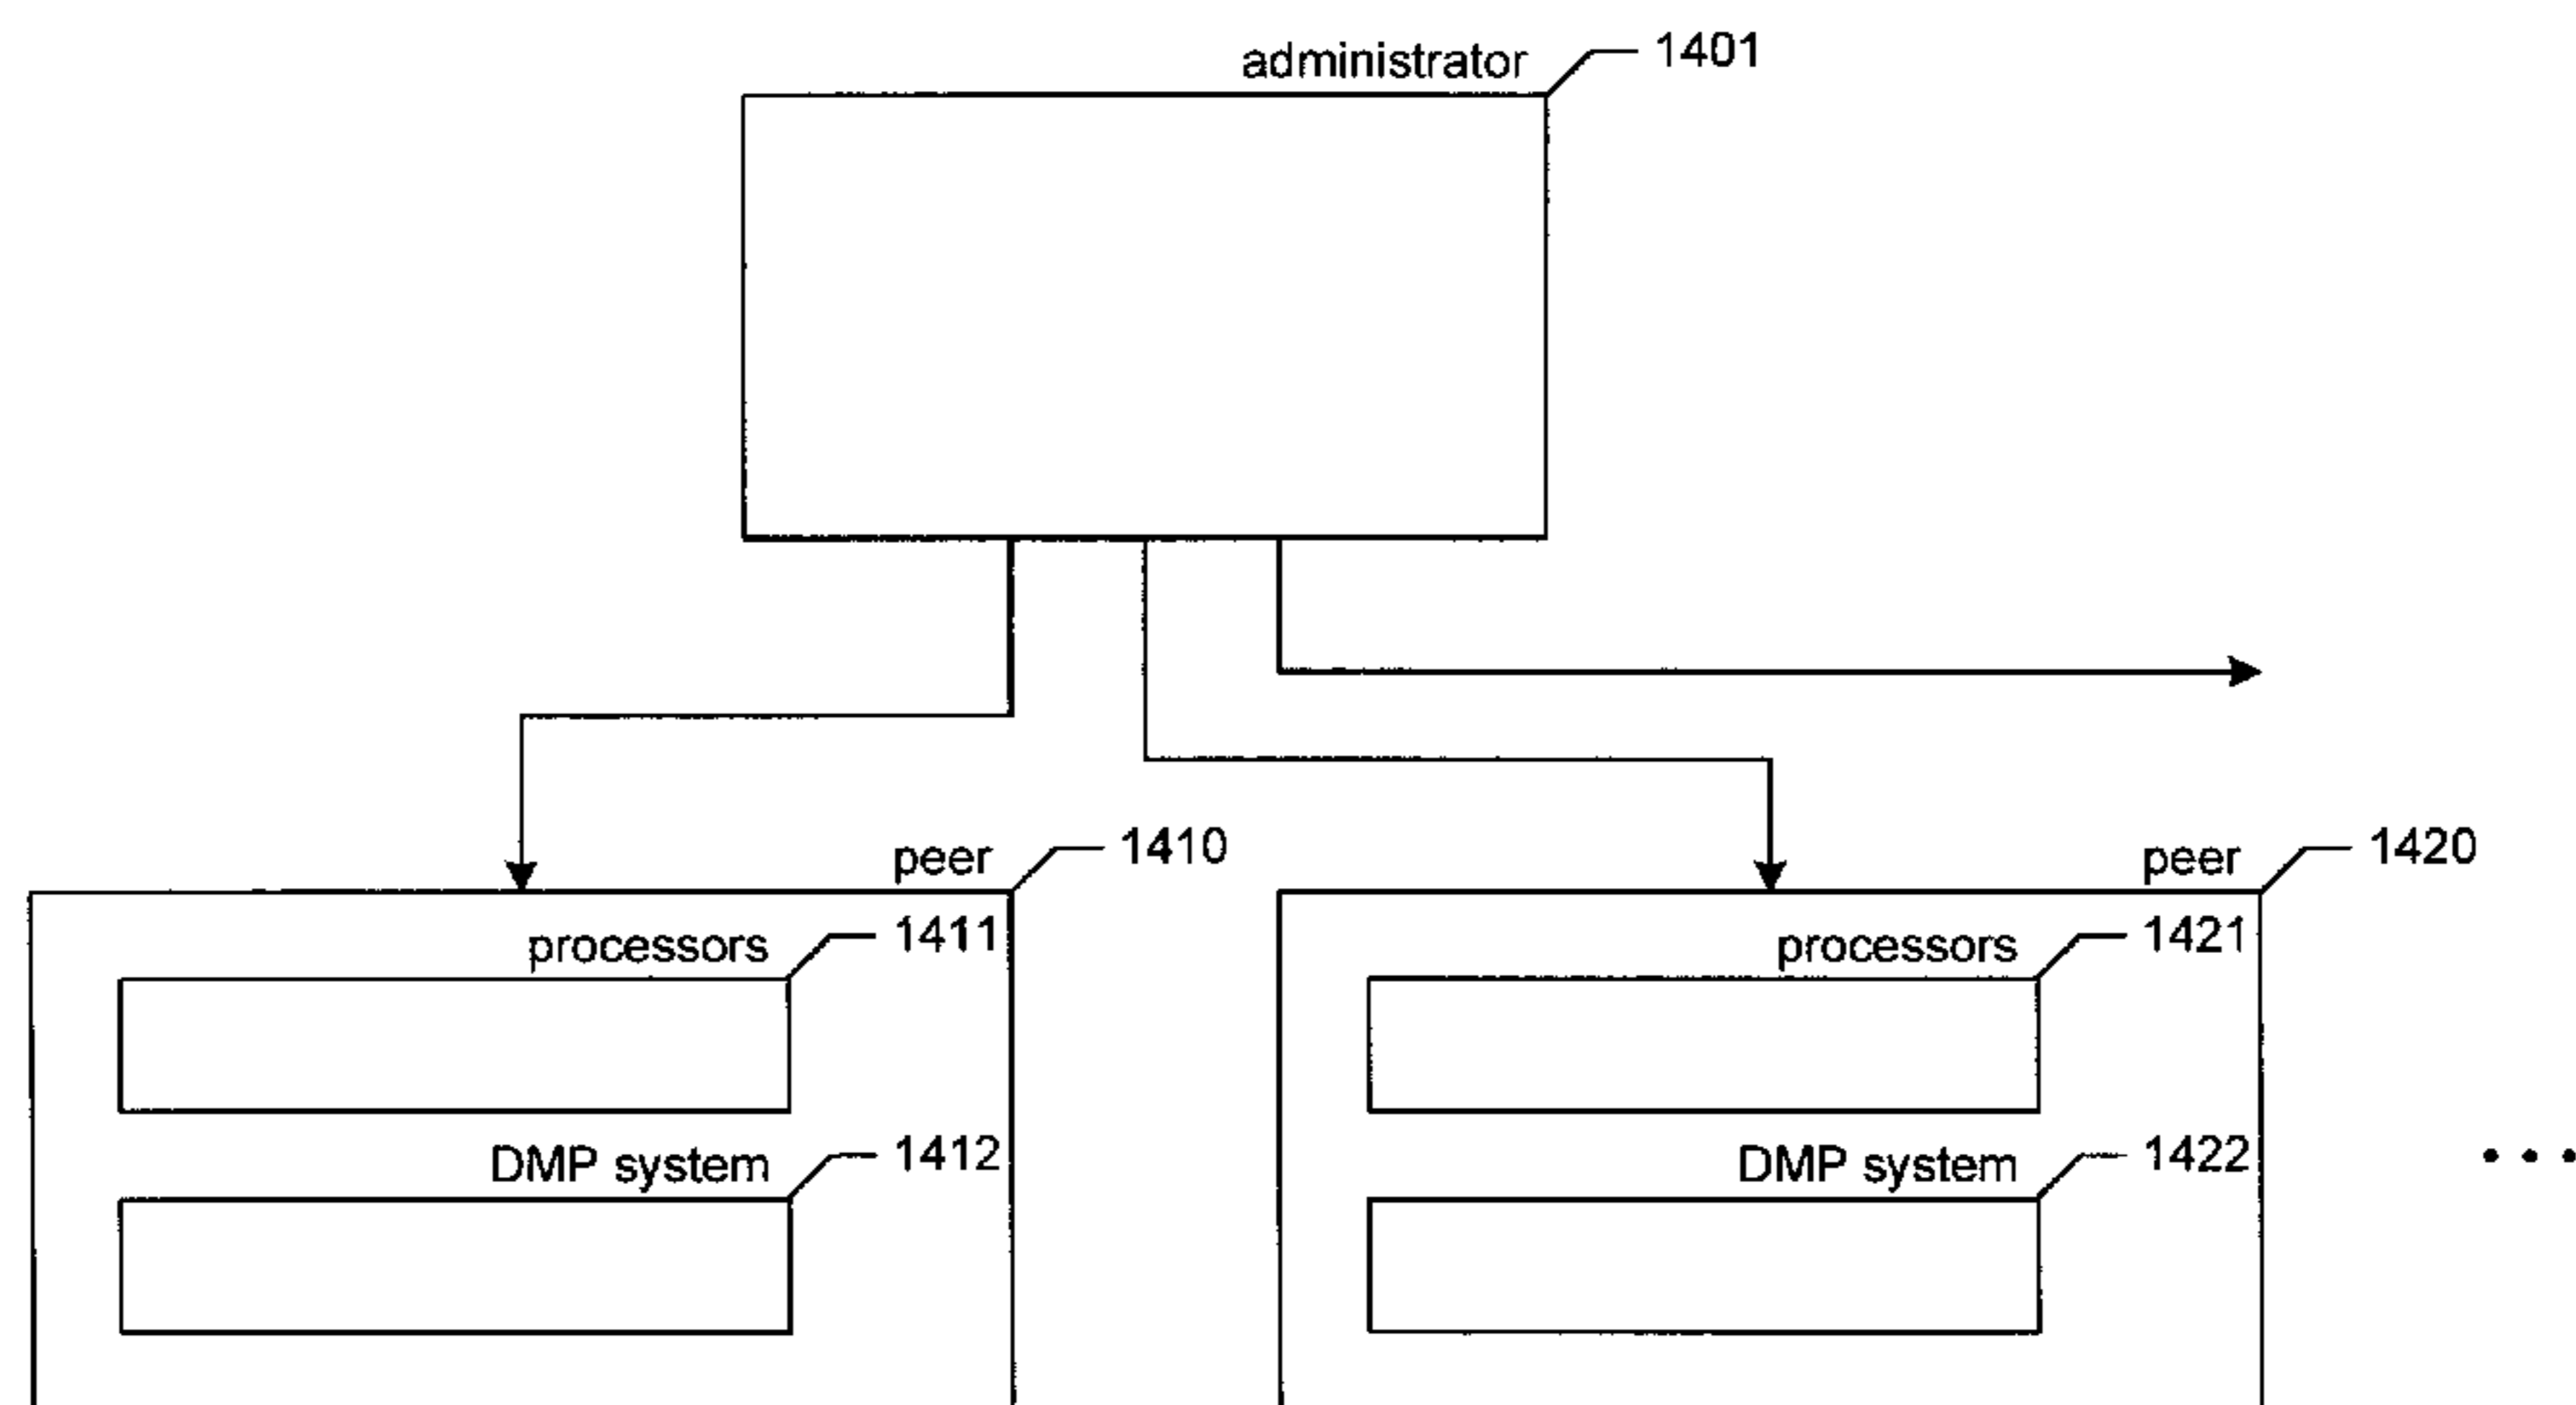 administrator 1401
peer 1410
peer 1420
processors 1411
processors 1421
DMP system 1412
DMP system 1422
...